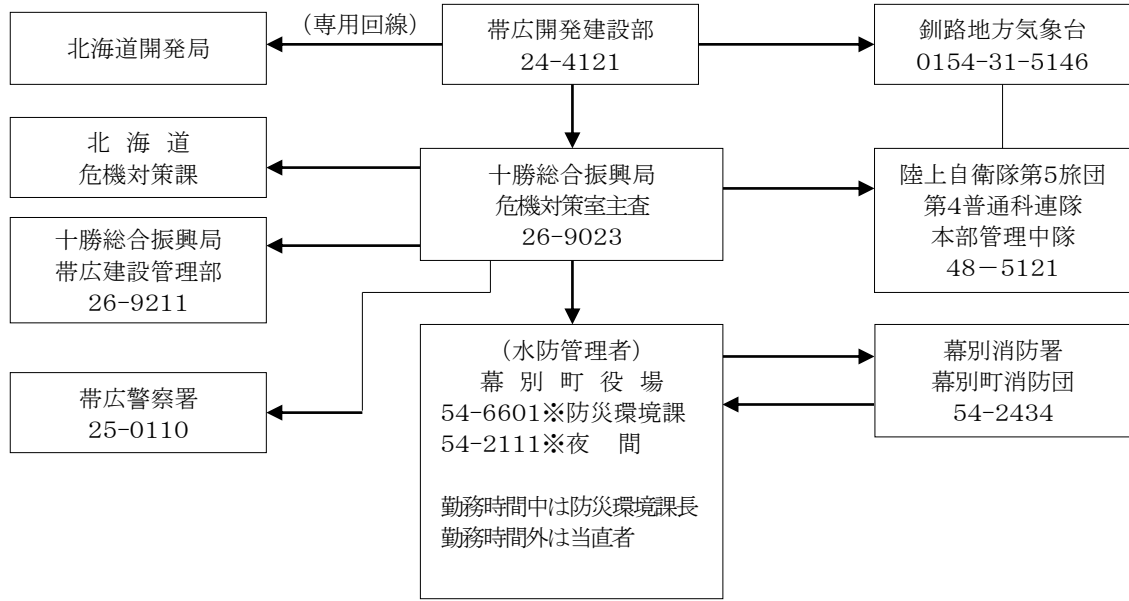 北海道開発局
(専用回線)
帯広開発建設部
24-4121
釧路地方気象台
0154-31-5146
北 海 道
危機対策課
十勝総合振興局
危機対策室主査
26-9023
陸上自衛隊第5旅団
第4普通科連隊
本部管理中隊
48-5121
十勝総合振興局
帯広建設管理部
26-9211
帯広警察署
25-0110
(水防管理者)
幕 別 町 役 場
54-6601※防災環境課
54-2111※夜 間
勤務時間中は防災環境課長
勤務時間外は当直者
幕別消防署
幕別町消防団
54-2434